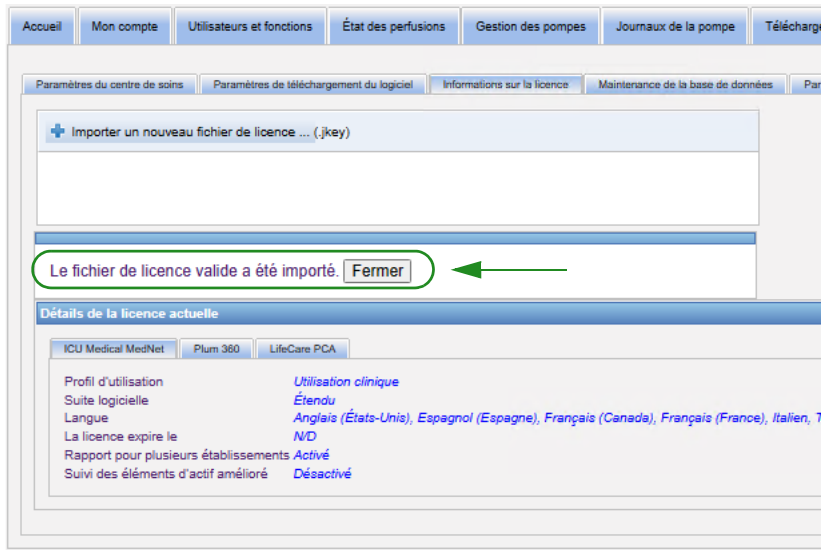 Accueil Mon compte Utilisateurs et fonctions État des perfusions Gestion des pompes Journaux de la pompe Télécharge
Paramètres du centre de soins Paramètres de téléchargement du logiciel Informations sur la licence Maintenance de la base de données Par
Importer un nouveau fichier de licence ... (.jkey)
Le fichier de licence valide a été importé. Fermer
Détails de la licence actuelle
ICU Medical MedNet Plum 360 LifeCare PCA
Profil d'utilisation Utilisation clinique
Suite logicielle Étendu
Langue Anglais (États-Unis), Espagnol (Espagne), Français (Canada), Français (France), Italien, T
La licence expire le N/D
Rapport pour plusieurs établissements Activé
Suivi des éléments d'actif amélioré Désactivé